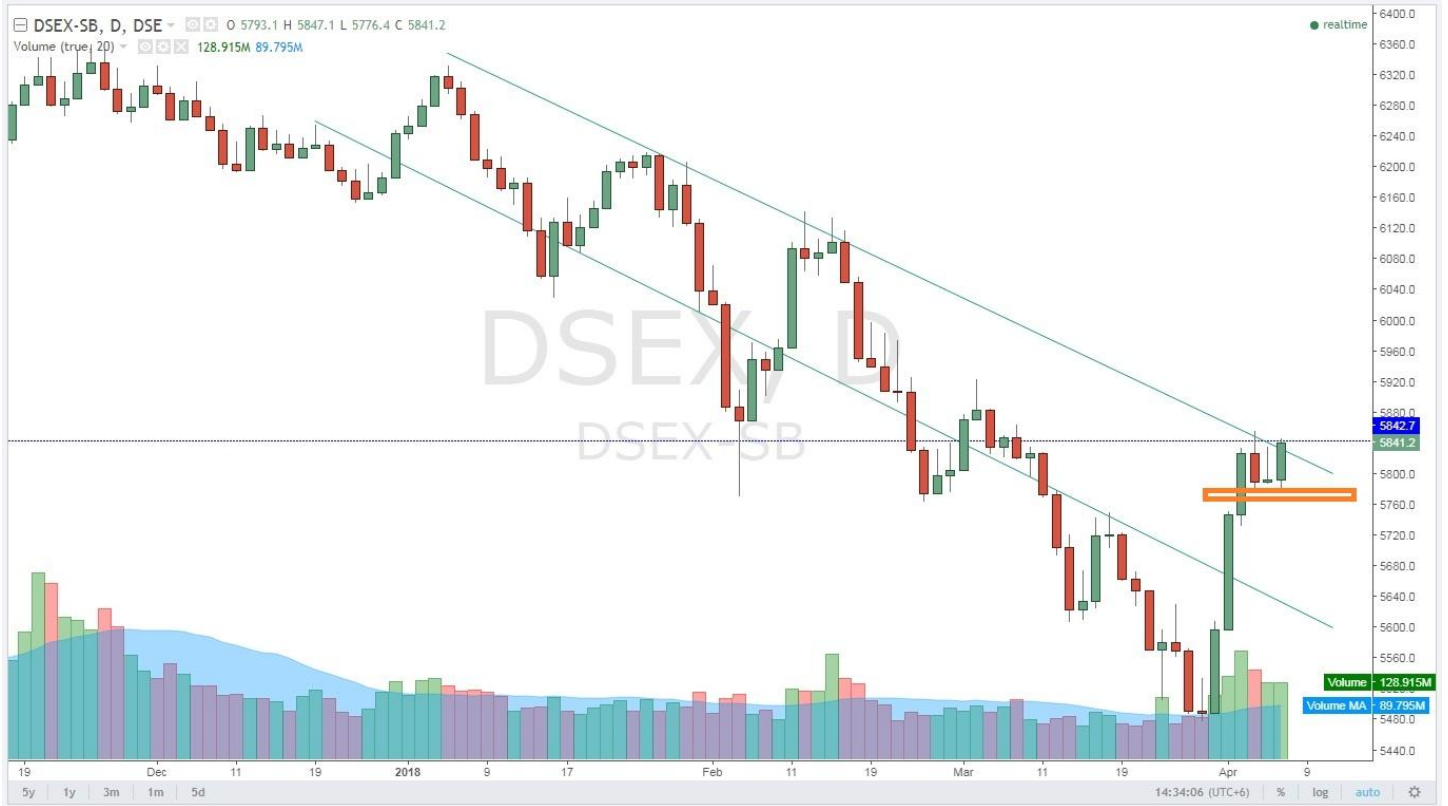 DSEX-SB, D, DSE O 5793.1 H 5847.1 L 5776.4 C 5841.2
Volume (true, 20) 128.915M 89.795M
realtime
DSEX, D
DSEX-SB
6400.0
6360.0
6320.0
6280.0
6240.0
6200.0
6160.0
6120.0
6080.0
6040.0
6000.0
5960.0
5920.0
5880.0
5842.7
5841.2
5800.0
5760.0
5720.0
5680.0
5640.0
5600.0
5560.0
Volume 128.915M
Volume MA 89.795M
5480.0
5440.0
19 Dec 11 19 2018 9 17 Feb 11 19 Mar 11 19 Apr 9
5y 1y 3m 1m 5d 14:34:06 (UTC+6) % log auto